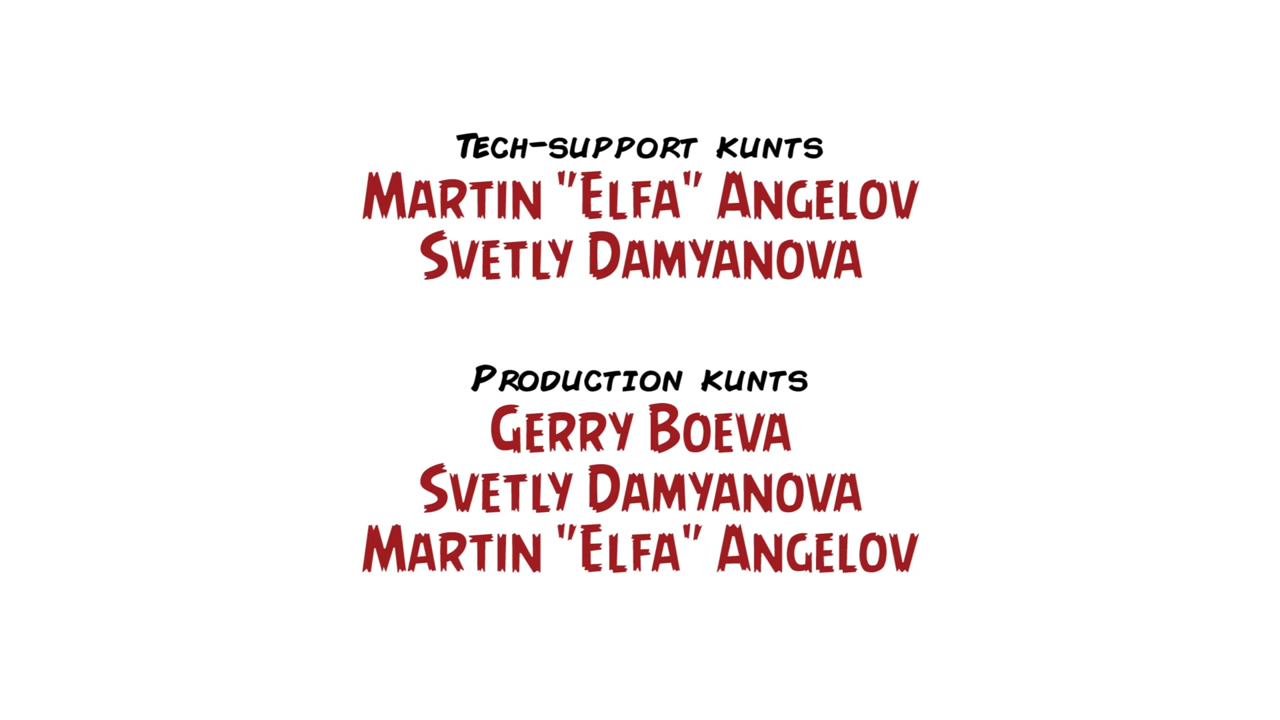 Tech-support kunts
Martin "Elfa" Angelov
Svetly Damyanova
Production kunts
Gerry Boeva
Svetly Damyanova
Martin "Elfa" Angelov